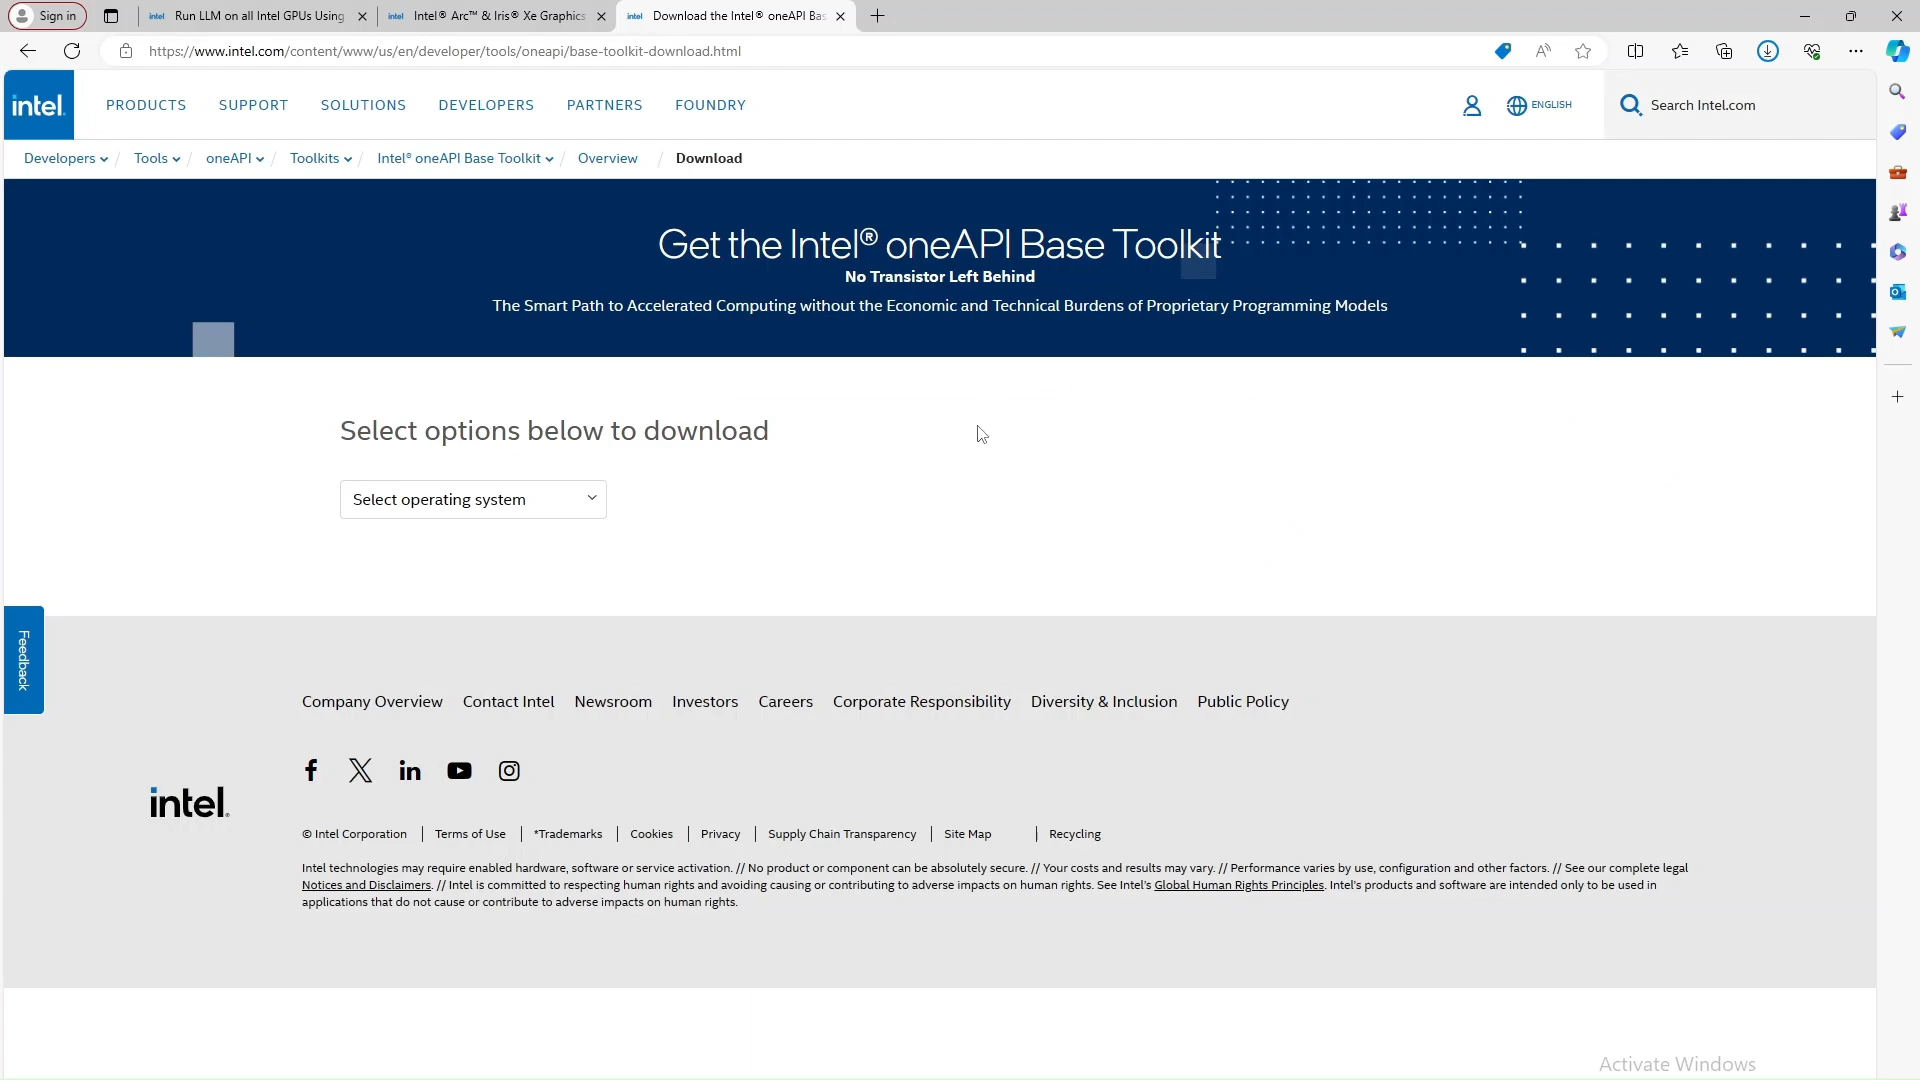 Sign in
intel Run LLM on all Intel GPUs Using
intel Intel® Arc™ & Iris® Xe Graphics
intel Download the Intel® oneAPI Bas
https://www.intel.com/content/www/us/en/developer/tools/oneapi/base-toolkit-download.html
intel.
PRODUCTS SUPPORT SOLUTIONS DEVELOPERS PARTNERS FOUNDRY
ENGLISH
Search Intel.com
Developers / Tools / oneAPI / Toolkits / Intel® oneAPI Base Toolkit / Overview / Download
Get the Intel® oneAPI Base Toolkit
No Transistor Left Behind
The Smart Path to Accelerated Computing without the Economic and Technical Burdens of Proprietary Programming Models
Select options below to download
Select operating system
Feedback
Company Overview Contact Intel Newsroom Investors Careers Corporate Responsibility Diversity & Inclusion Public Policy
intel.
© Intel Corporation | Terms of Use | *Trademarks | Cookies | Privacy | Supply Chain Transparency | Site Map | Recycling
Intel technologies may require enabled hardware, software or service activation. // No product or component can be absolutely secure. // Your costs and results may vary. // Performance varies by use, configuration and other factors. // See our complete legal
Notices and Disclaimers. // Intel is committed to respecting human rights and avoiding causing or contributing to adverse impacts on human rights. See Intel's Global Human Rights Principles. Intel's products and software are intended only to be used in
applications that do not cause or contribute to adverse impacts on human rights.
Activate Windows